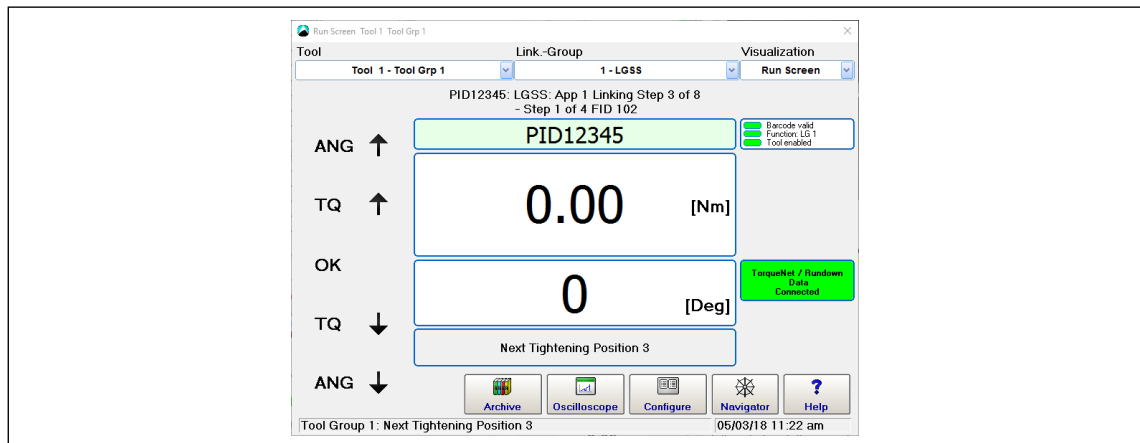 Run Screen Tool 1 Tool Grp 1
Tool
Link.-Group
Visualization
Tool 1 - Tool Grp 1
1 - LGSS
Run Screen
PID12345: LGSS: App 1 Linking Step 3 of 8
- Step 1 of 4 FID 102
PID12345
Barcode valid
Function: LG 1
Tool enabled
ANG
TQ
0.00 [Nm]
OK
TorqueNet / Rundown
Data
Connected
0 [Deg]
TQ
Next Tightening Position 3
ANG
Archive
Oscilloscope
Configure
Navigator
? Help
Tool Group 1: Next Tightening Position 3
05/03/18 11:22 am